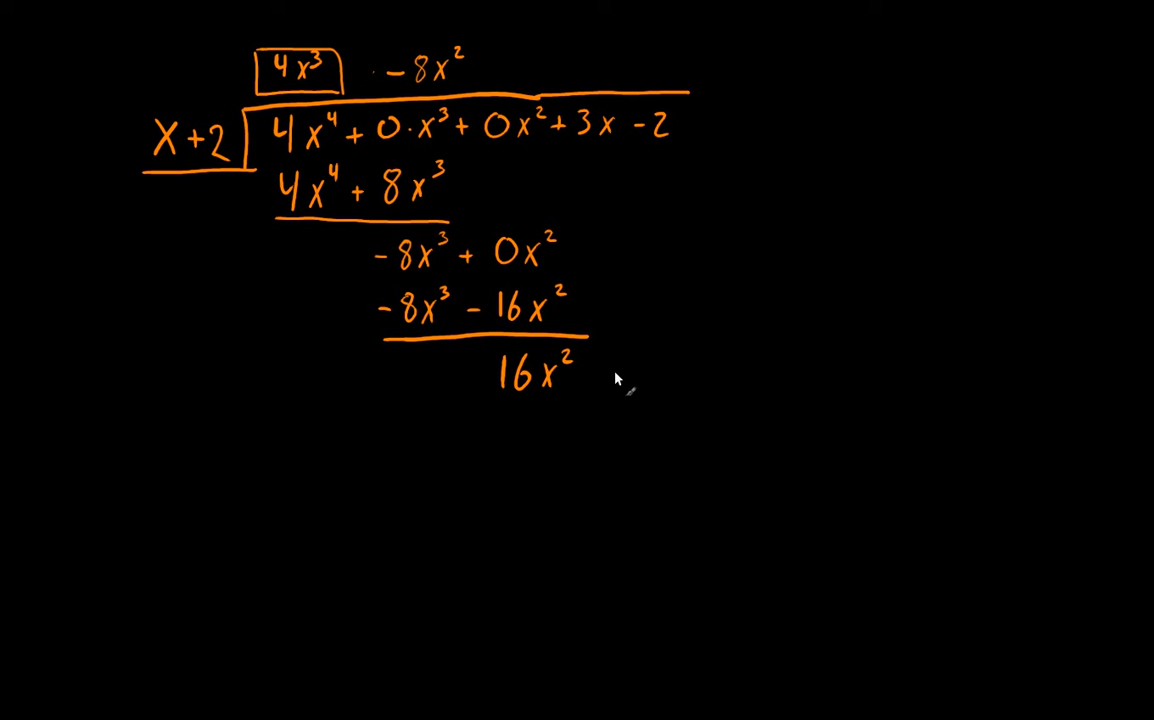 4x³ - 8x²
x+2 4x⁴ + 0·x³ + 0x² + 3x - 2
4x⁴ + 8x³
-8x³ + 0x²
-8x³ - 16x²
16x²